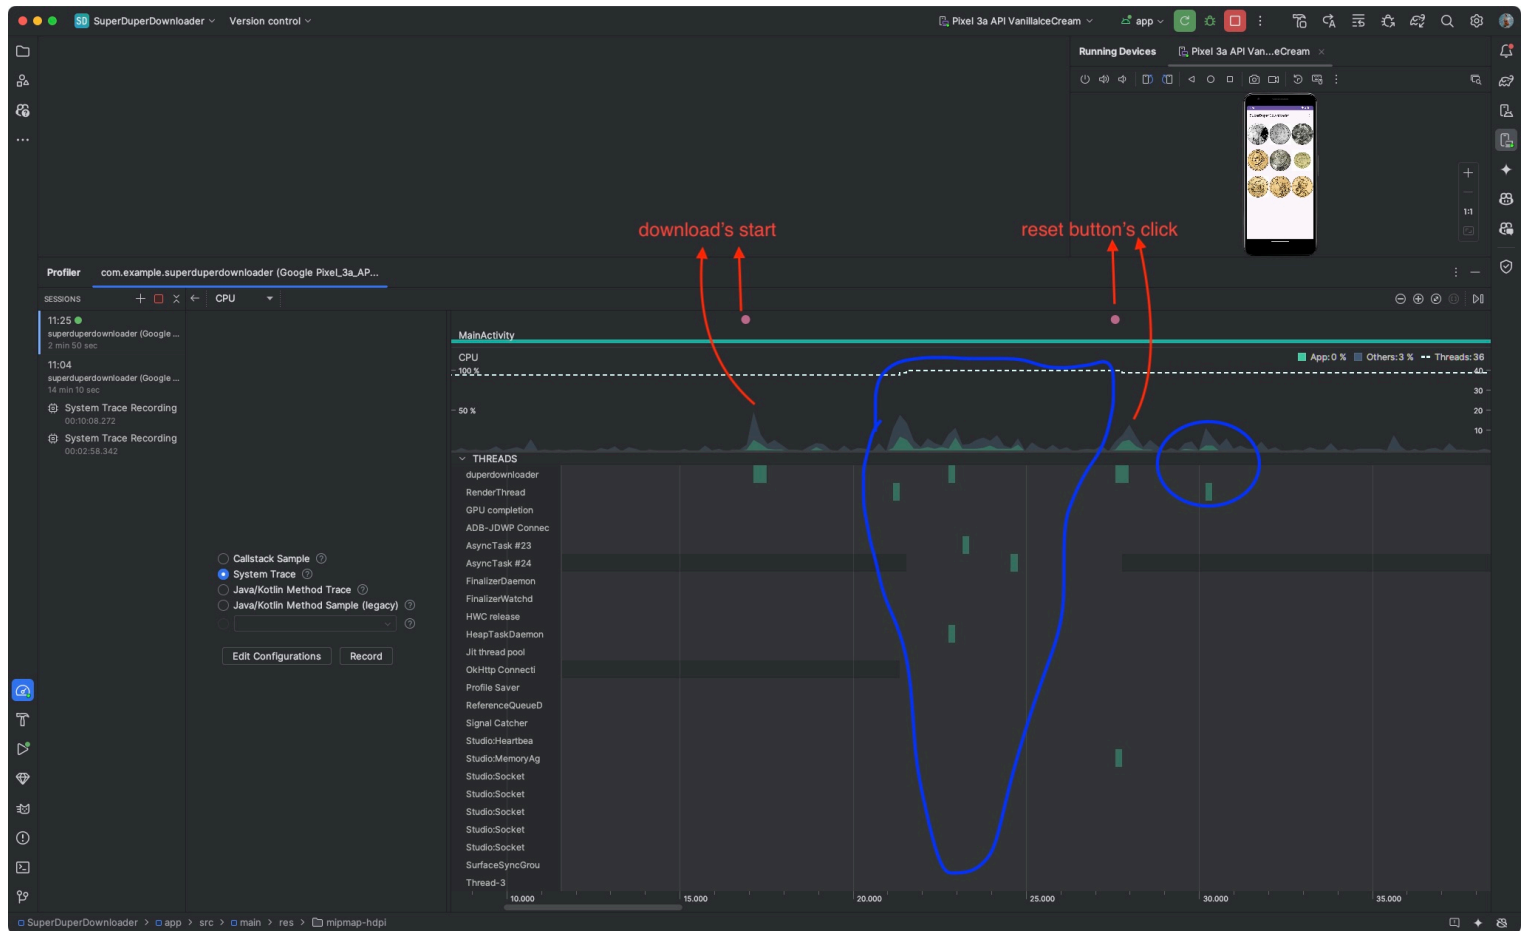 SD SuperDuperDownloader Version control
Pixel 3a API VanillaIceCream app
Running Devices Pixel 3a API Van...eCream
1:1
download's start
reset button's click
Profiler com.example.superduperdownloader (Google Pixel_3a_AP...
SESSIONS CPU
11:25
superduperdownloader (Google ...
2 min 50 sec
11:04
superduperdownloader (Google ...
14 min 10 sec
System Trace Recording
00:10:08.272
System Trace Recording
00:02:58.342
Callstack Sample
System Trace
Java/Kotlin Method Trace
Java/Kotlin Method Sample (legacy)
Edit Configurations Record
MainActivity
CPU App:0 % Others:3 % Threads:36
100 % 40
30
50 % 20
10
THREADS
duperdownloader
RenderThread
GPU completion
ADB-JDWP Connec
AsyncTask #23
AsyncTask #24
FinalizerDaemon
FinalizerWatchd
HWC release
HeapTaskDaemon
Jit thread pool
OkHttp Connecti
Profile Saver
ReferenceQueueD
Signal Catcher
Studio:Heartbea
Studio:MemoryAg
Studio:Socket
Studio:Socket
Studio:Socket
Studio:Socket
Studio:Socket
SurfaceSyncGrou
Thread-3
10.000 15.000 20.000 25.000 30.000 35.000
SuperDuperDownloader > app > src > main > res > mipmap-hdpi